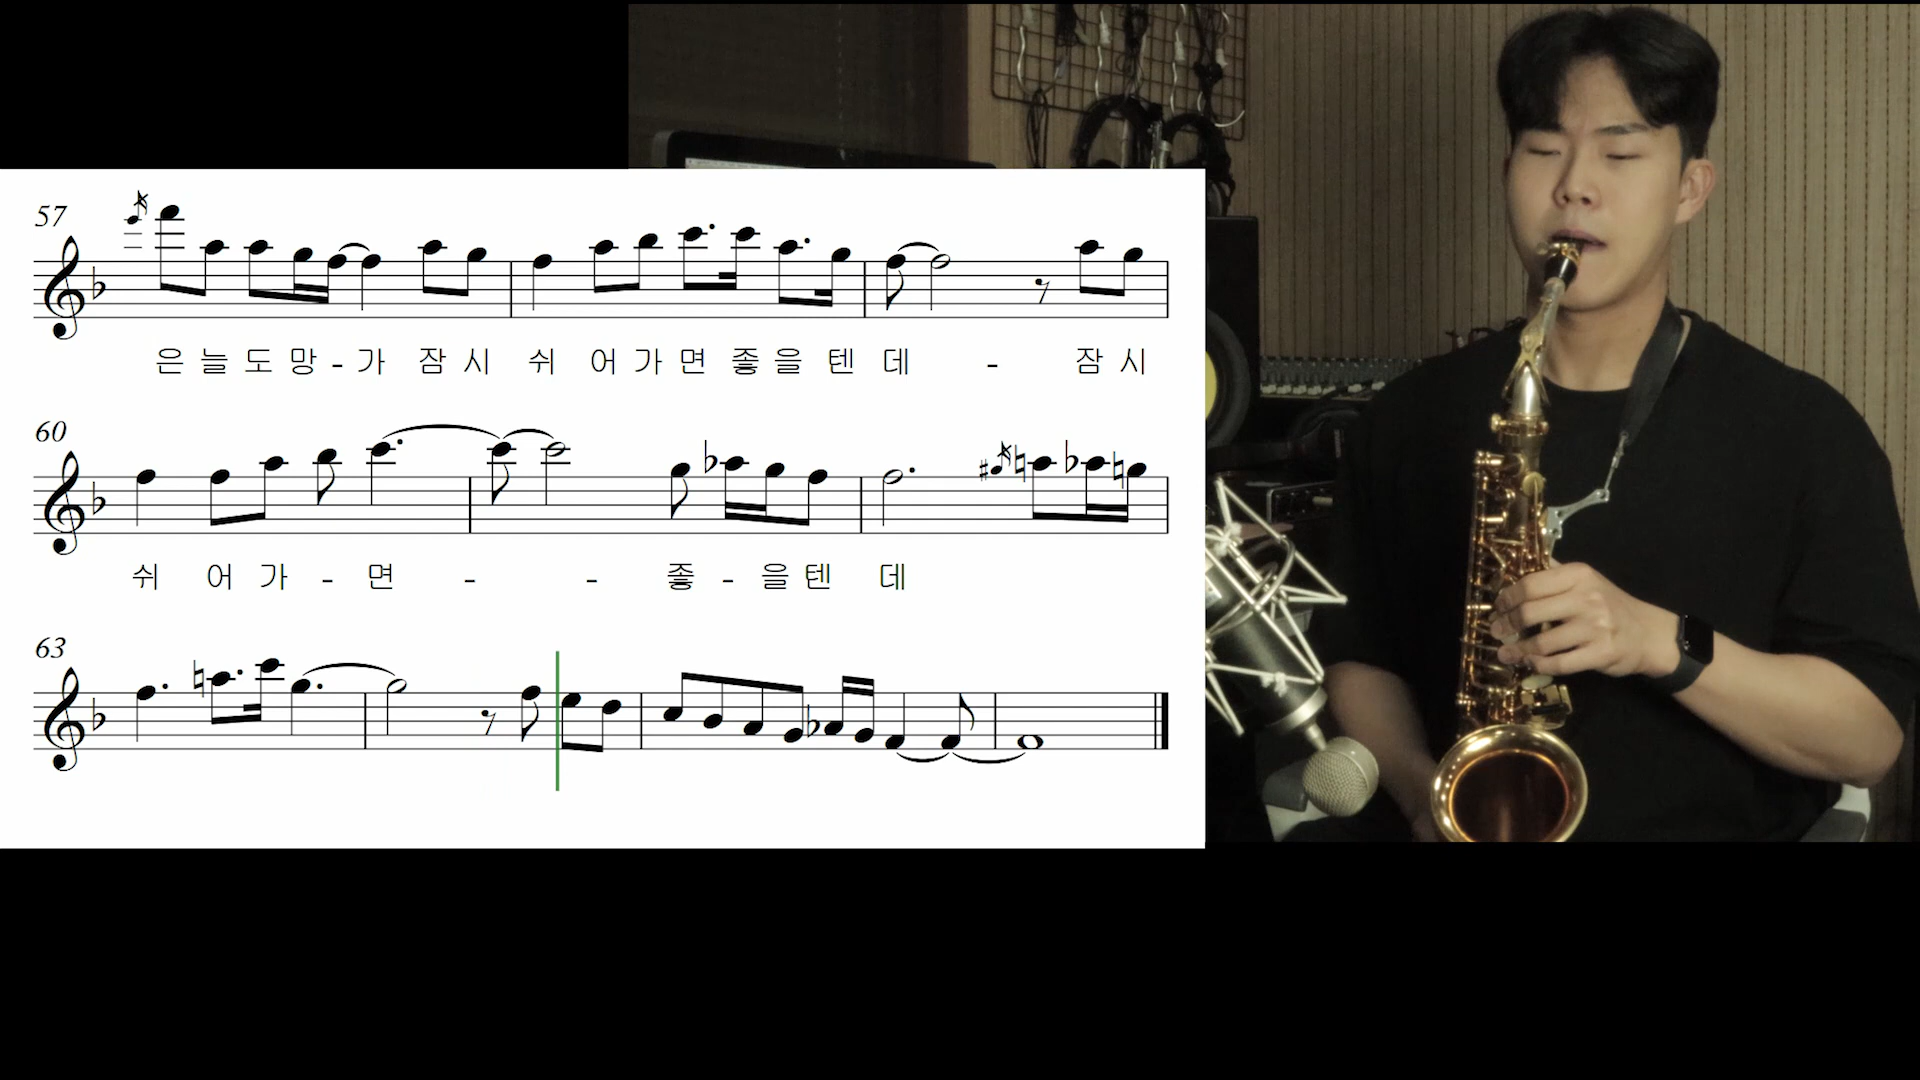 57
은 늘 도 망 - 가 잠 시 쉬 어 가 면 좋 을 텐 데 - 잠 시
60
쉬 어 가 - 면 - - 좋 - 을 텐 데
63